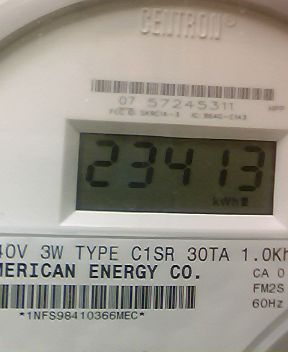 CENTRON
07 57245311
23413
kWh
40V 3W TYPE C1SR 30TA 1.0Kh
MERICAN ENERGY CO.
CA 0
FM2S
60Hz
*1NFS98410366MEC*